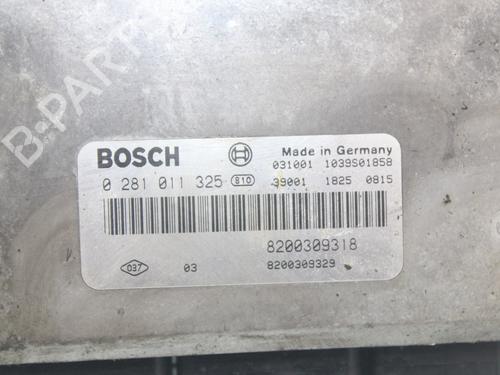 B-PARTS
BOSCH
Made in Germany
031001 1039S01858
0 281 011 325 810 39001 1825 0815
8200309318
037 03 8200309329